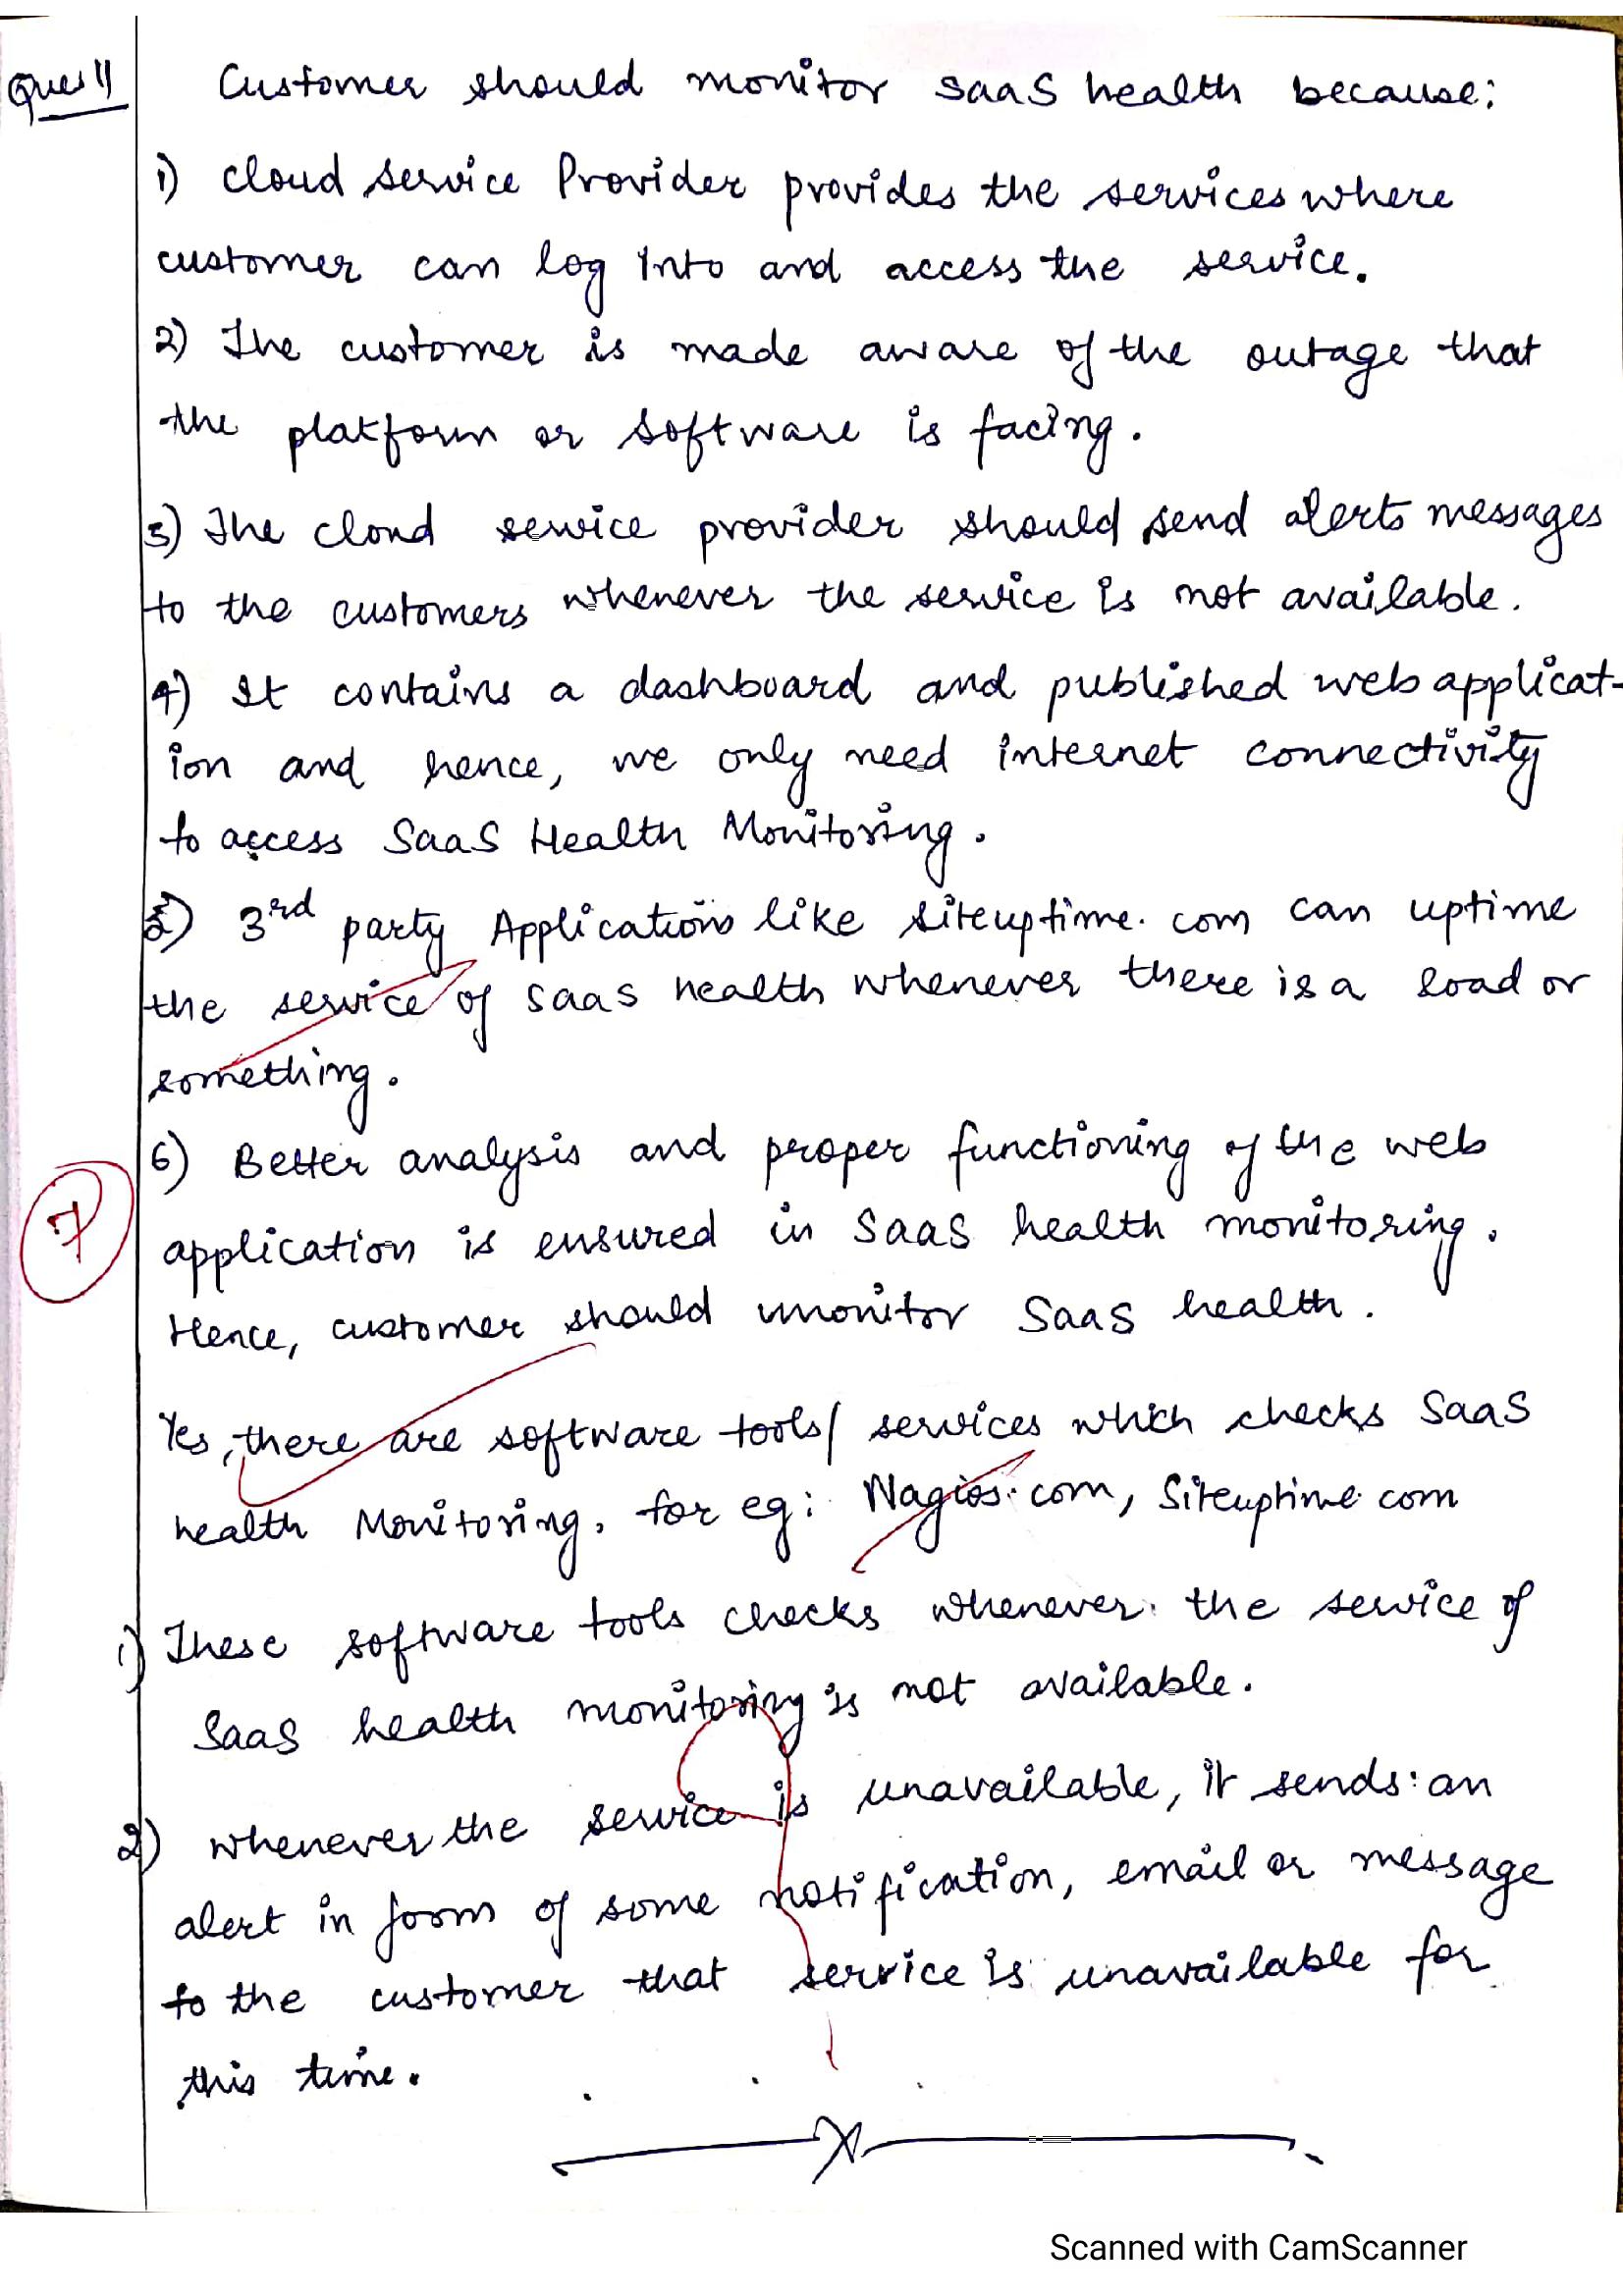 Ques 11
Customer should monitor SaaS health because:
1) Cloud Service Provider provides the services where
customer can log into and access the service.
2) The customer is made aware of the outage that
the platform or software is facing.
3) The cloud service provider should send alerts messages
to the customers whenever the service is not available.
4) It contains a dashboard and published web applicat-
ion and hence, we only need internet connectivity
to access SaaS Health Monitoring.
5) 3rd party Applications like siteuptime.com can uptime
the service of saas health whenever there is a load or
something.
6) Better analysis and proper functioning of the web
application is ensured in SaaS health monitoring.
7
Hence, customer should monitor SaaS health.
Yes, there are software tools/ services which checks SaaS
health Monitoring, for eg: Nagios.com, Siteuptime.com
1) These software tools checks whenever the service of
SaaS health monitoring is not available.
2) whenever the service is unavailable, it sends an
alert in form of some notification, email or message
to the customer that service is unavailable for
this time.
Scanned with CamScanner